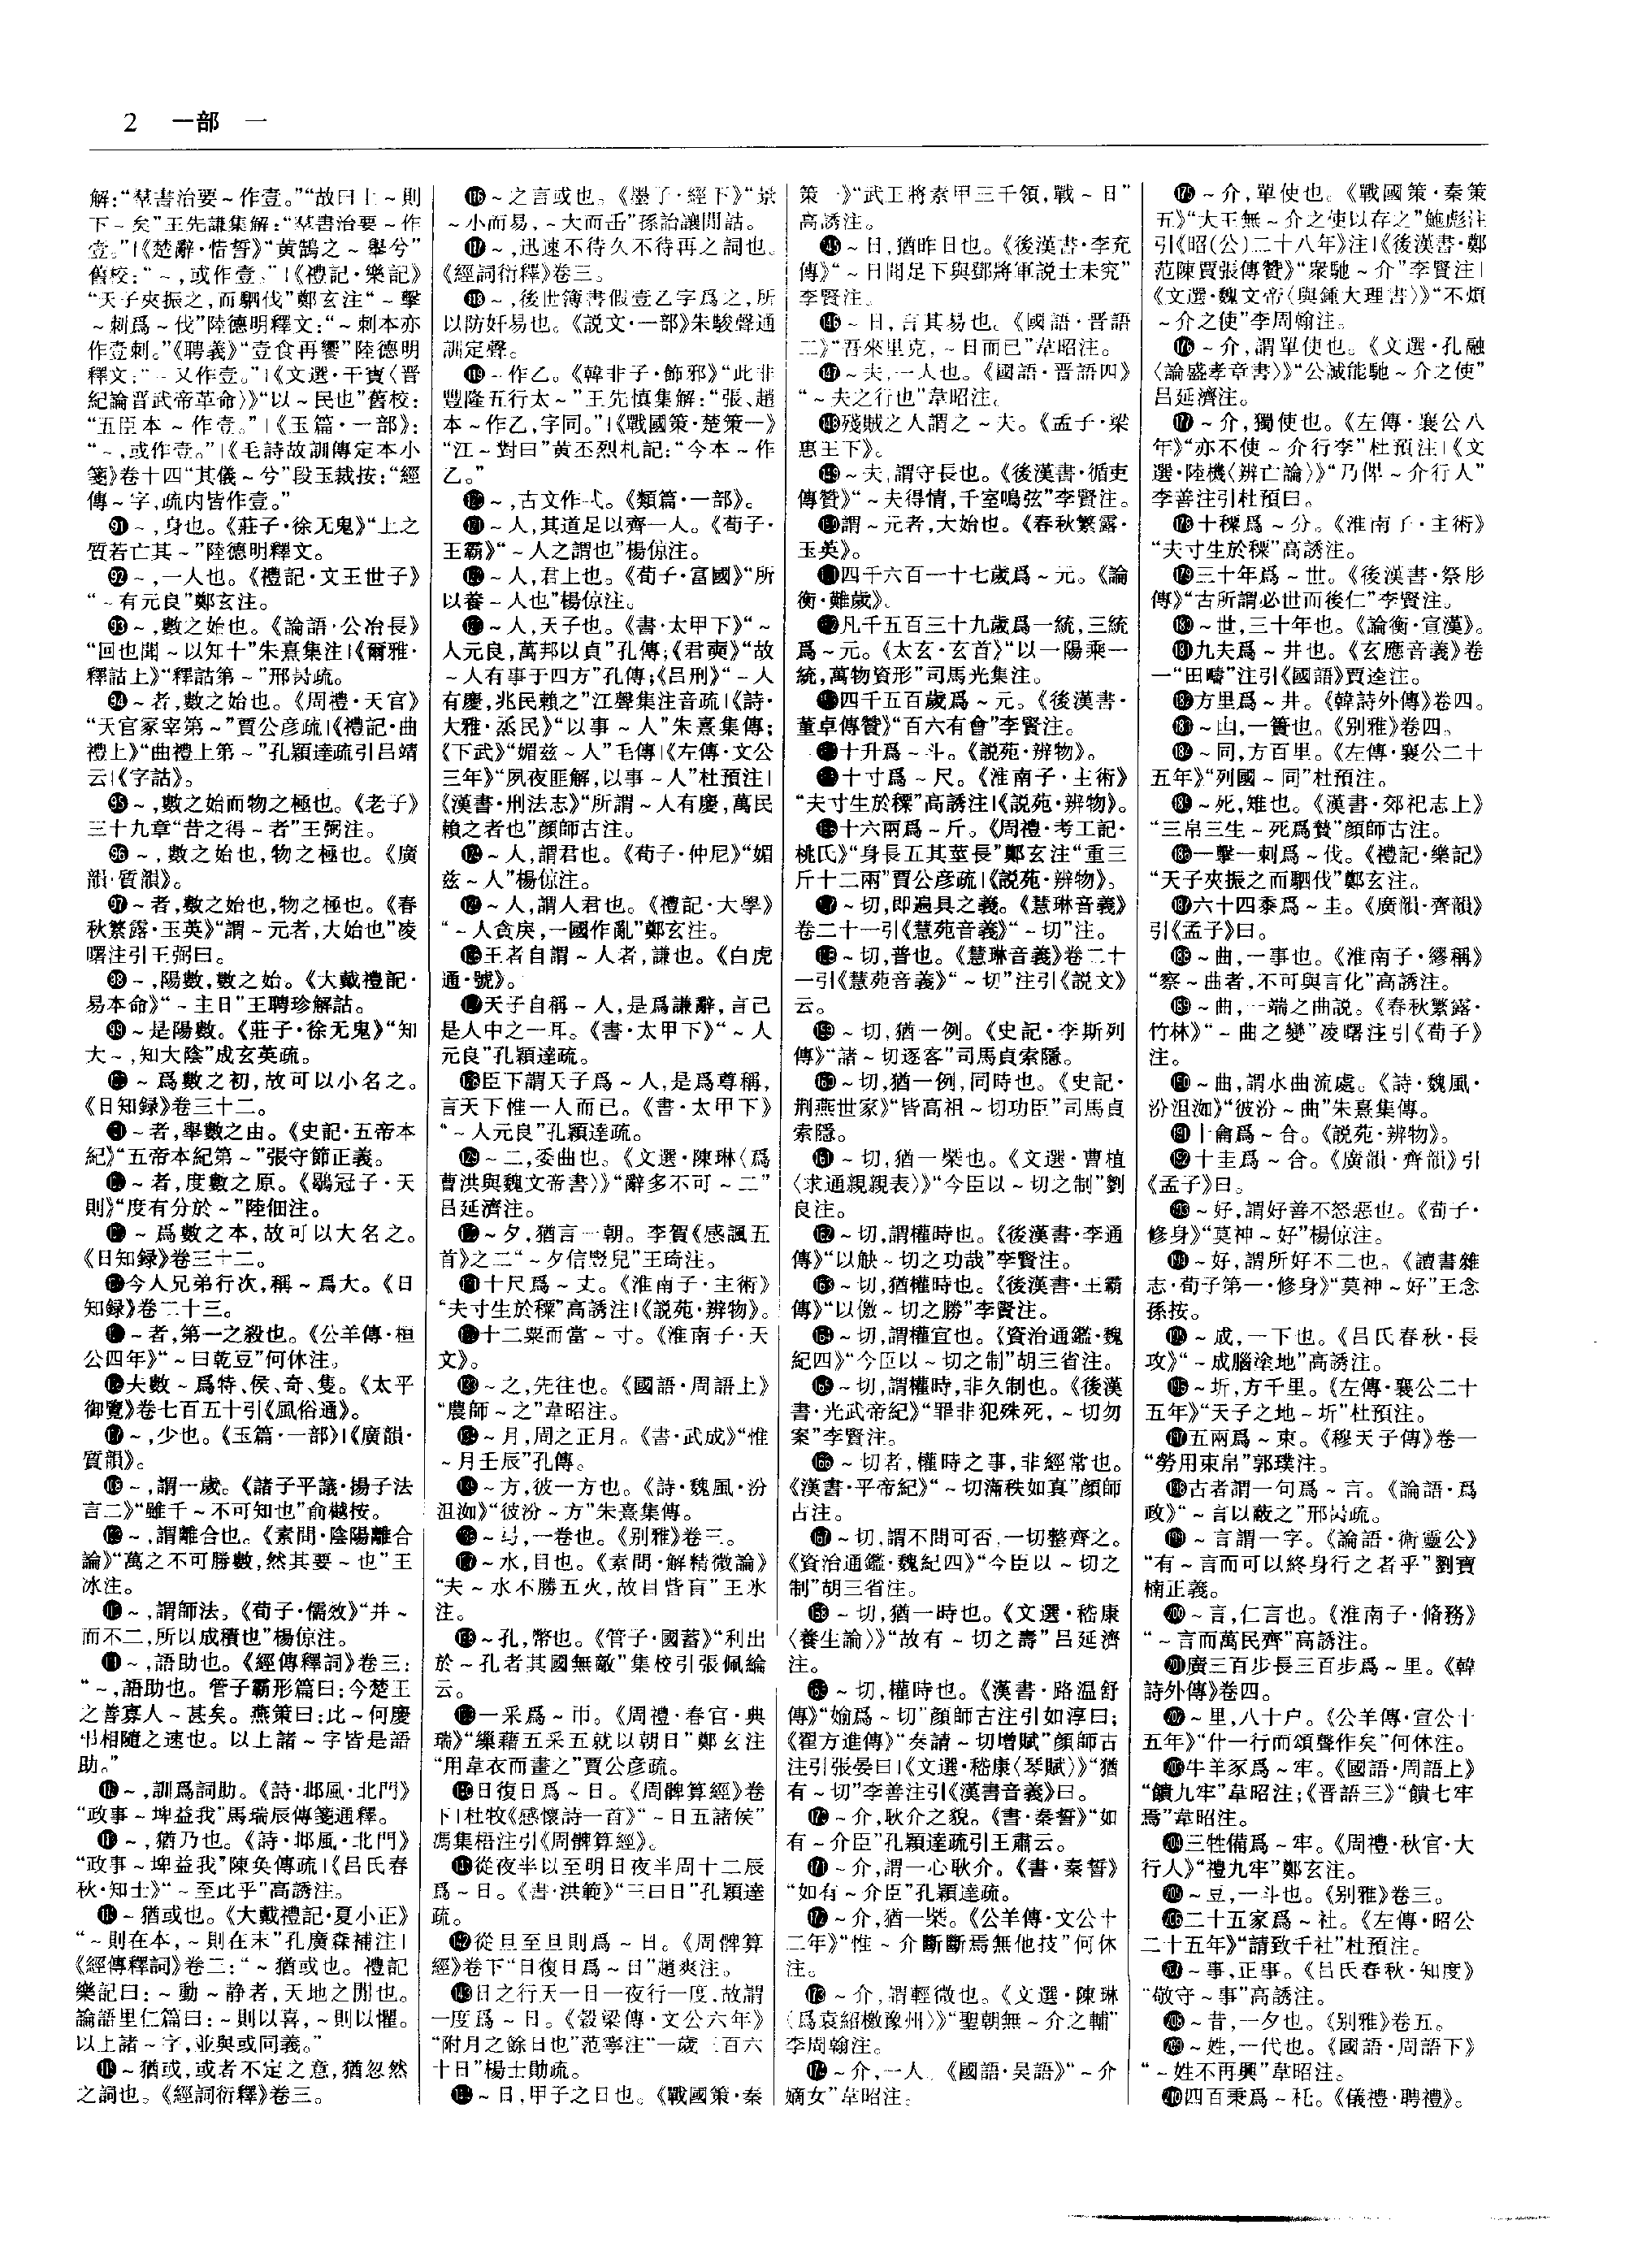 2　一部　一
解：“羣書治要～作壹。”“故曰上～則
下～矣”王先謙集解：“羣書治要～作
壹。”|《楚辭·惜誓》“黄鵠之～舉兮”
舊校：“～，或作壹。”|《禮記·樂記》
“天子夾振之，而駟伐”鄭玄注“～擊
～刺爲～伐”陸德明釋文：“～刺本亦
作壹刺。”《聘義》“壹食再饗”陸德明
釋文：“～又作壹。”|《文選·干寶〈晋
紀論晋武帝革命〉》“以～民也”舊校：
“五臣本～作壹。”|《玉篇·一部》：
“～，或作壹。”|《毛詩故訓傳定本小
箋》卷十四“其儀～兮”段玉裁按：“經
傳～字，疏内皆作壹。”
㉛～，身也。《莊子·徐无鬼》“上之
質若亡其～”陸德明釋文。
92～，一人也。《禮記·文王世子》
“～有元良”鄭玄注。
93～，數之始也。《論語·公冶長》
“回也聞～以知十”朱熹集注|《爾雅·
釋詁上》“釋詁第～”邢昺疏。
94～者，數之始也。《周禮·天官》
“天官冢宰第～”賈公彦疏|《禮記·曲
禮上》“曲禮上第～”孔穎達疏引吕靖
云|《字詁》。
95～，數之始而物之極也。《老子》
三十九章“昔之得～者”王弼注。
96～，數之始也，物之極也。《廣
韻·質韻》。
97～者，數之始也，物之極也。《春
秋繁露·玉英》“謂～元者，大始也”凌
曙注引王弼曰。
98～，陽數，數之始。《大戴禮記·
易本命》“～主日”王聘珍解詁。
99～是陽數。《莊子·徐无鬼》“知
大～，知大陰”成玄英疏。
100～爲數之初，故可以小名之。
《日知録》卷三十二。
101～者，舉數之由。《史記·五帝本
紀》“五帝本紀第～”張守節正義。
102～者，度數之原。《鶡冠子·天
則》“度有分於～”陸佃注。
103～爲數之本，故可以大名之。
《日知録》卷三十二。
104今人兄弟行次，稱～爲大。《日
知録》卷二十三。
105～者，第一之殺也。《公羊傳·桓
公四年》“～曰乾豆”何休注。
106大數～爲特、侯、奇、隻。《太平
御覽》卷七百五十引《風俗通》。
107～，少也。《玉篇·一部》|《廣韻·
質韻》。
108～，謂一歲。《諸子平議·揚子法
言二》“雖千～不可知也”俞樾按。
109～，謂離合也。《素問·陰陽離合
論》“萬之不可勝數，然其要～也”王
冰注。
110～，謂師法。《荀子·儒效》“并～
而不二，所以成積也”楊倞注。
111～，語助也。《經傳釋詞》卷三：
“～，語助也。管子霸形篇曰：今楚王
之善寡人～甚矣。燕策曰：此～何慶
弔相隨之速也。以上諸～字皆是語
助。”
112～，訓爲詞助。《詩·邶風·北門》
“政事～埤益我”馬瑞辰傳箋通釋。
113～，猶乃也。《詩·邶風·北門》
“政事～埤益我”陳奂傳疏|《吕氏春
秋·知士》“～至此乎”高誘注。
114～猶或也。《大戴禮記·夏小正》
“～則在本，～則在末”孔廣森補注|
《經傳釋詞》卷二：“～猶或也。禮記
樂記曰：～動～静者，天地之閒也。
論語里仁篇曰：～則以喜，～則以懼。
以上諸～字，並與或同義。”
115～猶或，或者不定之意，猶忽然
之詞也。《經詞衍釋》卷三。
116～之言或也。《墨子·經下》“景
～小而易，～大而缶”孫詒讓閒詁。
117～，迅速不待久不待再之詞也。
《經詞衍釋》卷三。
118～，後世簿書假壹乙字爲之，所
以防奸易也。《説文·一部》朱駿聲通
訓定聲。
119～作乙。《韓非子·飾邪》“此非
豐隆五行太～”王先慎集解：“張、趙
本～作乙，字同。”|《戰國策·楚策一》
“江～對曰”黄丕烈札記：“今本～作
乙。”
120～，古文作弌。《類篇·一部》。
121～人，其道足以齊一人。《荀子·
王霸》“～人之謂也”楊倞注。
122～人，君上也。《荀子·富國》“所
以養～人也”楊倞注。
123～人，天子也。《書·太甲下》“～
人元良，萬邦以貞”孔傳；《君奭》“故
～人有事于四方”孔傳；《吕刑》“～人
有慶，兆民賴之”江聲集注音疏|《詩·
大雅·烝民》“以事～人”朱熹集傳；
《下武》“媚兹～人”毛傳|《左傳·文公
三年》“夙夜匪解，以事～人”杜預注|
《漢書·刑法志》“所謂～人有慶，萬民
賴之者也”顔師古注。
124～人，謂君也。《荀子·仲尼》“媚
兹～人”楊倞注。
125～人，謂人君也。《禮記·大學》
“～人貪戾，一國作亂”鄭玄注。
126王者自謂～人者，謙也。《白虎
通·號》。
127天子自稱～人，是爲謙辭，言己
是人中之一耳。《書·太甲下》“～人
元良”孔穎達疏。
128臣下謂天子爲～人，是爲尊稱，
言天下惟一人而已。《書·太甲下》
“～人元良”孔穎達疏。
129～二，委曲也。《文選·陳琳〈爲
曹洪與魏文帝書〉》“辭多不可～二”
吕延濟注。
130～夕，猶言一朝。李賀《感諷五
首》之二“～夕信豎兒”王琦注。
131十尺爲～丈。《淮南子·主術》
“夫寸生於䅺”高誘注|《説苑·辨物》。
132十二粟而當～寸。《淮南子·天
文》。
133～之，先往也。《國語·周語上》
“農師～之”韋昭注。
134～月，周之正月。《書·武成》“惟
～月壬辰”孔傳。
135～方，彼一方也。《詩·魏風·汾
沮洳》“彼汾～方”朱熹集傳。
136～弓，一卷也。《别雅》卷三。
137～水，目也。《素問·解精微論》
“夫～水不勝五火，故目眥盲”王冰
注。
138～孔，幣也。《管子·國蓄》“利出
於～孔者其國無敵”集校引張佩綸
云。
139一采爲～帀。《周禮·春官·典
瑞》“繅藉五采五就以朝日”鄭玄注
“用韋衣而畫之”賈公彦疏。
140日復日爲～日。《周髀算經》卷
下|杜牧《感懷詩一首》“～日五諸侯”
馮集梧注引《周髀算經》。
141從夜半以至明日夜半周十二辰
爲～日。《書·洪範》“三曰日”孔穎達
疏。
142從旦至旦則爲～日。《周髀算
經》卷下“日復日爲～日”趙爽注。
143日之行天一日一夜行一度，故謂
一度爲～日。《穀梁傳·文公六年》
“附月之餘日也”范寧注“一歲三百六
十日”楊士勛疏。
144～日，甲子之日也。《戰國策·秦
策一》“武王將素甲三千領，戰～日”
高誘注。
145～日，猶昨日也。《後漢書·李充
傳》“～日聞足下與鄧將軍説士未究”
李賢注。
146～日，言其易也。《國語·晋語
二》“吾來里克，～日而已”韋昭注。
147～夫，一人也。《國語·晋語四》
“～夫之行也”韋昭注。
148殘賊之人謂之～夫。《孟子·梁
惠王下》。
149～夫，謂守長也。《後漢書·循吏
傳贊》“～夫得情，千室鳴弦”李賢注。
150謂～元者，大始也。《春秋繁露·
玉英》。
151四千六百一十七歲爲～元。《論
衡·難歲》。
152凡千五百三十九歲爲一統，三統
爲～元。《太玄·玄首》“以一陽乘一
統，萬物資形”司馬光集注。
153四千五百歲爲～元。《後漢書·
董卓傳贊》“百六有會”李賢注。
154十升爲～斗。《説苑·辨物》。
155十寸爲～尺。《淮南子·主術》
“夫寸生於䅺”高誘注|《説苑·辨物》。
156十六兩爲～斤。《周禮·考工記·
桃氏》“身長五其莖長”鄭玄注“重三
斤十二兩”賈公彦疏|《説苑·辨物》。
157～切，即遍具之義。《慧琳音義》
卷二十一引《慧苑音義》“～切”注。
158～切，普也。《慧琳音義》卷二十
一引《慧苑音義》“～切”注引《説文》
云。
159～切，猶一例。《史記·李斯列
傳》“諸～切逐客”司馬貞索隱。
160～切，猶一例，同時也。《史記·
荆燕世家》“皆高祖～切功臣”司馬貞
索隱。
161～切，猶一槩也。《文選·曹植
〈求通親親表〉》“今臣以～切之制”劉
良注。
162～切，謂權時也。《後漢書·李通
傳》“以觖～切之功哉”李賢注。
163～切，猶權時也。《後漢書·王霸
傳》“以徼～切之勝”李賢注。
164～切，謂權宜也。《資治通鑑·魏
紀四》“今臣以～切之制”胡三省注。
165～切，謂權時，非久制也。《後漢
書·光武帝紀》“罪非犯殊死，～切勿
案”李賢注。
166～切者，權時之事，非經常也。
《漢書·平帝紀》“～切滿秩如真”顔師
古注。
167～切，謂不問可否，一切整齊之。
《資治通鑑·魏紀四》“今臣以～切之
制”胡三省注。
168～切，猶一時也。《文選·嵇康
〈養生論〉》“故有～切之壽”吕延濟
注。
169～切，權時也。《漢書·路温舒
傳》“媮爲～切”顔師古注引如淳曰；
《翟方進傳》“奏請～切增賦”顔師古
注引張晏曰|《文選·嵇康〈琴賦〉》“猶
有～切”李善注引《漢書音義》曰。
170～介，耿介之貌。《書·秦誓》“如
有～介臣”孔穎達疏引王肅云。
171～介，謂一心耿介。《書·秦誓》
“如有～介臣”孔穎達疏。
172～介，猶一槩。《公羊傳·文公十
二年》“惟～介斷斷焉無他技”何休
注。
173～介，謂輕微也。《文選·陳琳
〈爲袁紹檄豫州〉》“聖朝無～介之輔”
李周翰注。
174～介，一人。《國語·吴語》“～介
嫡女”韋昭注。
175～介，單使也。《戰國策·秦策
五》“大王無～介之使以存之”鮑彪注
引《昭(公)二十八年》注|《後漢書·鄭
范陳賈張傳贊》“衆馳～介”李賢注|
《文選·魏文帝〈與鍾大理書〉》“不煩
～介之使”李周翰注。
176～介，謂單使也。《文選·孔融
〈論盛孝章書〉》“公誠能馳～介之使”
吕延濟注。
177～介，獨使也。《左傳·襄公八
年》“亦不使～介行李”杜預注|《文
選·陸機〈辨亡論〉》“乃俾～介行人”
李善注引杜預曰。
178十䅺爲～分。《淮南子·主術》
“夫寸生於䅺”高誘注。
179三十年爲～世。《後漢書·祭肜
傳》“古所謂必世而後仁”李賢注。
180～世，三十年也。《論衡·宣漢》。
181九夫爲～井也。《玄應音義》卷
一“田疇”注引《國語》賈逵注。
182方里爲～井。《韓詩外傳》卷四。
183～凷，一簣也。《别雅》卷四。
184～同，方百里。《左傳·襄公二十
五年》“列國～同”杜預注。
185～死，雉也。《漢書·郊祀志上》
“三帛二生～死爲贄”顔師古注。
186一擊一刺爲～伐。《禮記·樂記》
“天子夾振之而駟伐”鄭玄注。
187六十四黍爲～圭。《廣韻·齊韻》
引《孟子》曰。
188～曲，一事也。《淮南子·繆稱》
“察～曲者，不可與言化”高誘注。
189～曲，一端之曲説。《春秋繁露·
竹林》“～曲之變”凌曙注引《荀子》
注。
190～曲，謂水曲流處。《詩·魏風·
汾沮洳》“彼汾～曲”朱熹集傳。
191十龠爲～合。《説苑·辨物》。
192十圭爲～合。《廣韻·齊韻》引
《孟子》曰。
193～好，謂好善不怒惡也。《荀子·
修身》“莫神～好”楊倞注。
194～好，謂所好不二也。《讀書雜
志·荀子第一·修身》“莫神～好”王念
孫按。
195～成，一下也。《吕氏春秋·長
攻》“～成腦塗地”高誘注。
196～圻，方千里。《左傳·襄公二十
五年》“天子之地～圻”杜預注。
197五兩爲～束。《穆天子傳》卷一
“勞用束帛”郭璞注。
198古者謂一句爲～言。《論語·爲
政》“～言以蔽之”邢昺疏。
199～言謂一字。《論語·衛靈公》
“有～言而可以終身行之者乎”劉寶
楠正義。
200～言，仁言也。《淮南子·脩務》
“～言而萬民齊”高誘注。
201廣三百步長三百步爲～里。《韓
詩外傳》卷四。
202～里，八十户。《公羊傳·宣公十
五年》“什一行而頌聲作矣”何休注。
203牛羊豕爲～牢。《國語·周語上》
“饋九牢”韋昭注；《晋語三》“饋七牢
焉”韋昭注。
204三牲備爲～牢。《周禮·秋官·大
行人》“禮九牢”鄭玄注。
205～豆，一斗也。《别雅》卷三。
206二十五家爲～社。《左傳·昭公
二十五年》“請致千社”杜預注。
207～事，正事。《吕氏春秋·知度》
“敬守～事”高誘注。
208～昔，一夕也。《别雅》卷五。
209～姓，一代也。《國語·周語下》
“～姓不再興”韋昭注。
210四百秉爲～秅。《儀禮·聘禮》。